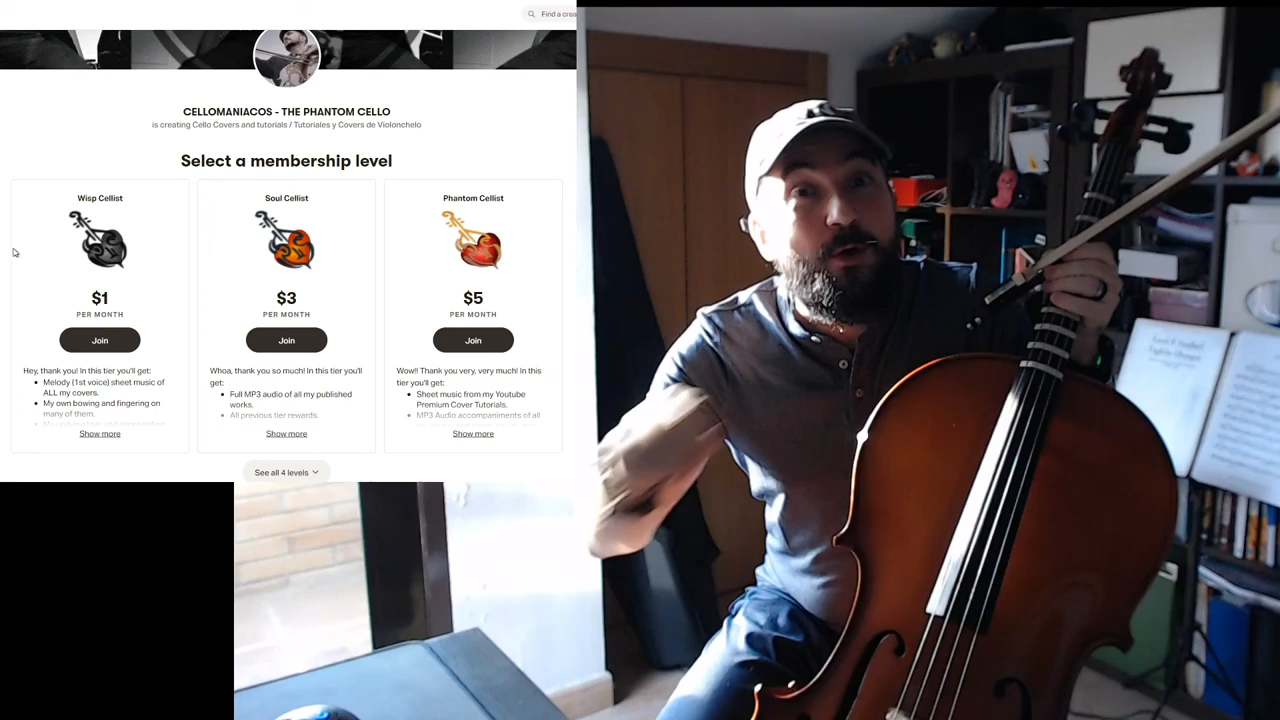 Find a crea
CELLOMANIACOS - THE PHANTOM CELLO
is creating Cello Covers and tutorials / Tutoriales y Covers de Violonchelo
Select a membership level
Wisp Cellist
$1
PER MONTH
Join
Hey, thank you! In this tier you'll get:
Melody (1st voice) sheet music of
ALL my covers.
My own bowing and fingering on
many of them.
Show more
Soul Cellist
$3
PER MONTH
Join
Whoa, thank you so much! In this tier you'll
get:
Full MP3 audio of all my published
works.
All previous tier rewards.
Show more
Phantom Cellist
$5
PER MONTH
Join
Wow!! Thank you very, very much! In this
tier you'll get:
Sheet music from my Youtube
Premium Cover Tutorials.
MP3 Audio accompaniments of all
Show more
See all 4 levels